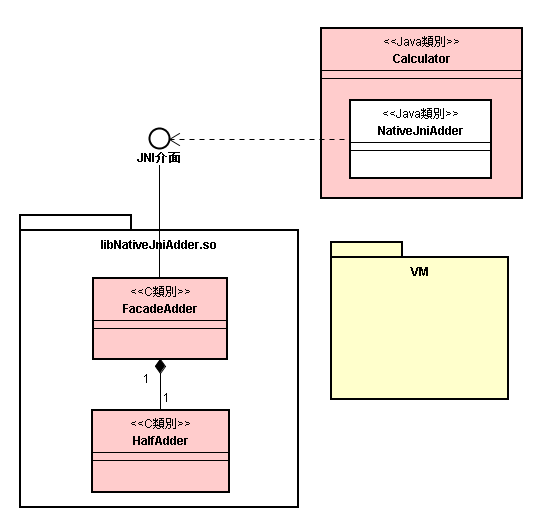 <<Java類別>>
Calculator
<<Java類別>>
NativeJniAdder
JNI介面
libNativeJniAdder.so
<<C類別>>
FacadeAdder
1
1
<<C類別>>
HalfAdder
VM